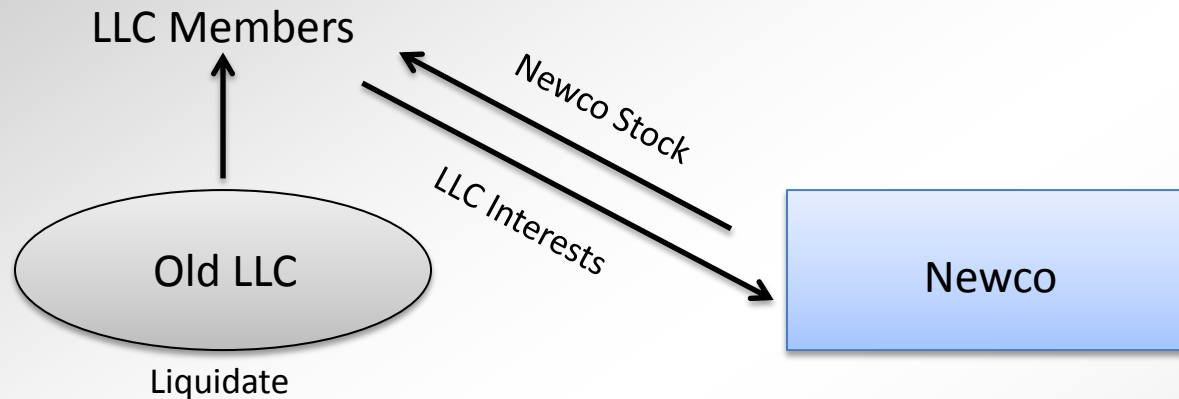 LLC Members
Newco Stock
LLC Interests
Old LLC
Newco
Liquidate